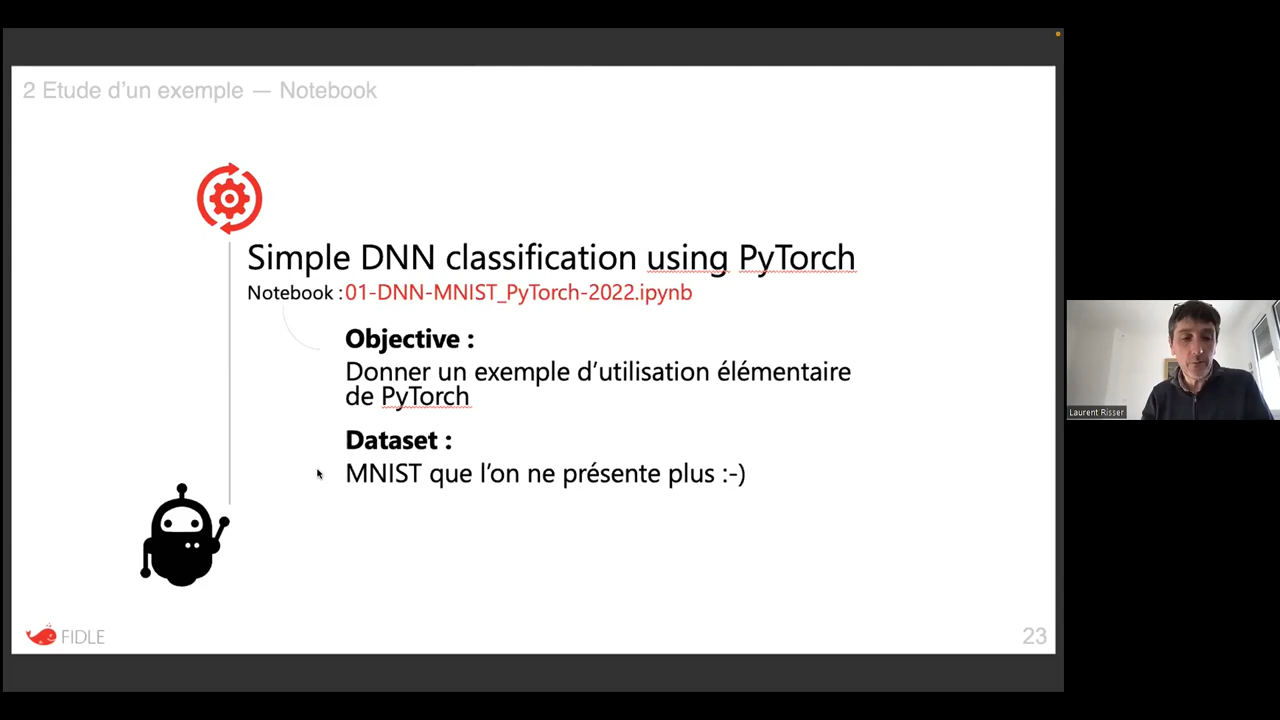 2 Etude d'un exemple — Notebook
Simple DNN classification using PyTorch
Notebook : 01-DNN-MNIST_PyTorch-2022.ipynb
Objective :
Donner un exemple d'utilisation élémentaire
de PyTorch
Dataset :
MNIST que l'on ne présente plus :-)
Laurent Risser
FIDLE
23